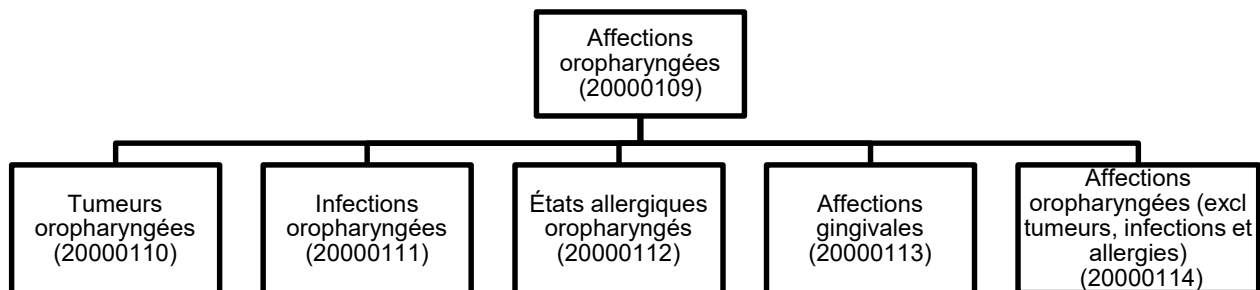 Affections
oropharyngées
(20000109)
Tumeurs
oropharyngées
(20000110)
Infections
oropharyngées
(20000111)
États allergiques
oropharyngés
(20000112)
Affections
gingivales
(20000113)
Affections
oropharyngées (excl
tumeurs, infections et
allergies)
(20000114)